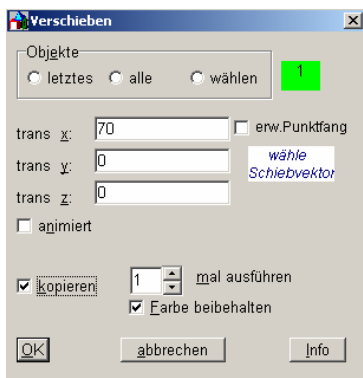 Verschieben
Objekte
letztes alle wählen 1
trans x: 70 erw.Punktfang
trans y: 0 wähle
Schiebvektor
trans z: 0
animiert
kopieren 1 mal ausführen
Farbe beibehalten
OK abbrechen Info